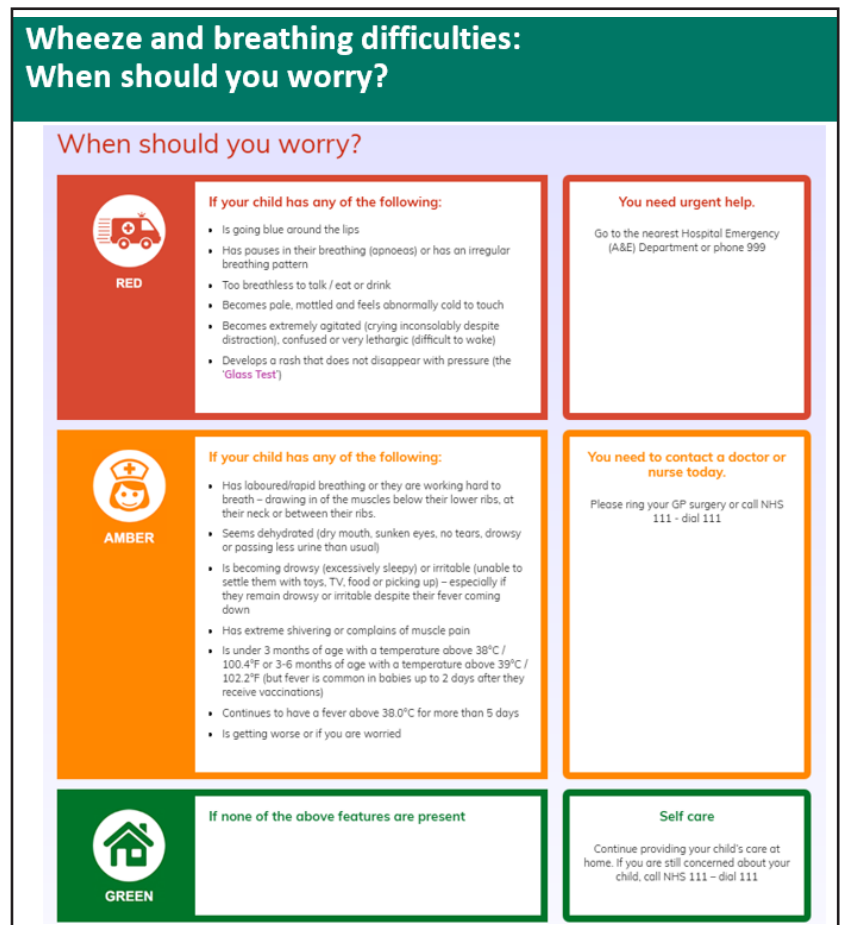 Wheeze and breathing difficulties:
When should you worry?
When should you worry?
RED
If your child has any of the following:
• Is going blue around the lips
• Has pauses in their breathing (apnoeas) or has an irregular
breathing pattern
• Too breathless to talk / eat or drink
• Becomes pale, mottled and feels abnormally cold to touch
• Becomes extremely agitated (crying inconsolably despite
distraction), confused or very lethargic (difficult to wake)
• Develops a rash that does not disappear with pressure (the
'Glass Test')
You need urgent help.
Go to the nearest Hospital Emergency
(A&E) Department or phone 999
AMBER
If your child has any of the following:
• Has laboured/rapid breathing or they are working hard to
breath – drawing in of the muscles below their lower ribs, at
their neck or between their ribs.
• Seems dehydrated (dry mouth, sunken eyes, no tears, drowsy
or passing less urine than usual)
• Is becoming drowsy (excessively sleepy) or irritable (unable to
settle them with toys, TV, food or picking up) – especially if
they remain drowsy or irritable despite their fever coming
down
• Has extreme shivering or complains of muscle pain
• Is under 3 months of age with a temperature above 38°C /
100.4°F or 3-6 months of age with a temperature above 39°C /
102.2°F (but fever is common in babies up to 2 days after they
receive vaccinations)
• Continues to have a fever above 38.0°C for more than 5 days
• Is getting worse or if you are worried
You need to contact a doctor or
nurse today.
Please ring your GP surgery or call NHS
111 - dial 111
GREEN
If none of the above features are present
Self care
Continue providing your child's care at
home. If you are still concerned about your
child, call NHS 111 – dial 111